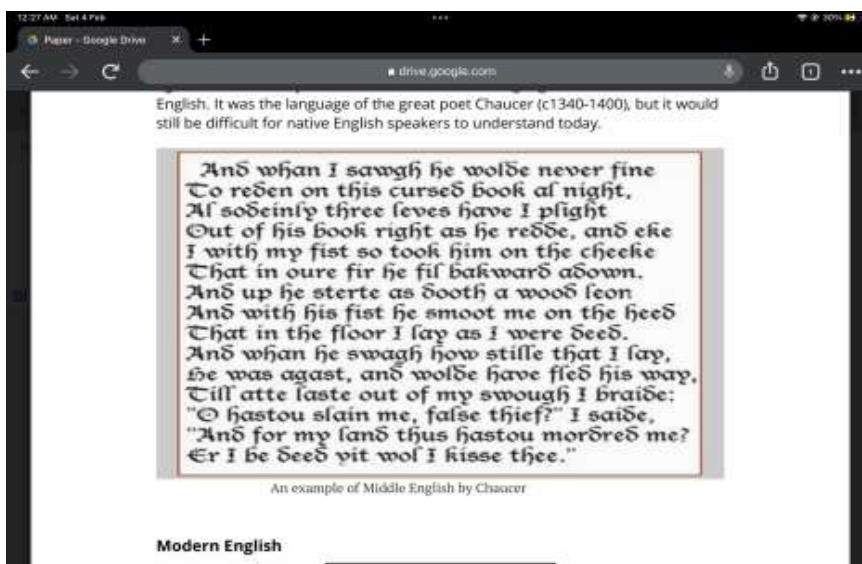 12:27 AM Sat 4 Feb
30%
Paper - Google Drive
drive.google.com
English. It was the language of the great poet Chaucer (c1340-1400), but it would
still be difficult for native English speakers to understand today.
And whan I sawgh he wolde never fine
To reden on this cursed book al night,
Al sodeinly three leves have I plight
Out of his book right as he redde, and eke
I with my fist so took him on the cheeke
That in oure fir he fil bakward adown.
And up he sterte as dooth a wood leon
And with his fist he smoot me on the heed
That in the floor I lay as I were deed.
And whan he swagh how stille that I lay,
He was agast, and wolde have fled his way,
Till atte laste out of my swough I braide:
"O hastou slain me, false thief?" I saide,
"And for my land thus hastou mordred me?
Er I be deed yit wol I kisse thee."
An example of Middle English by Chaucer
Modern English